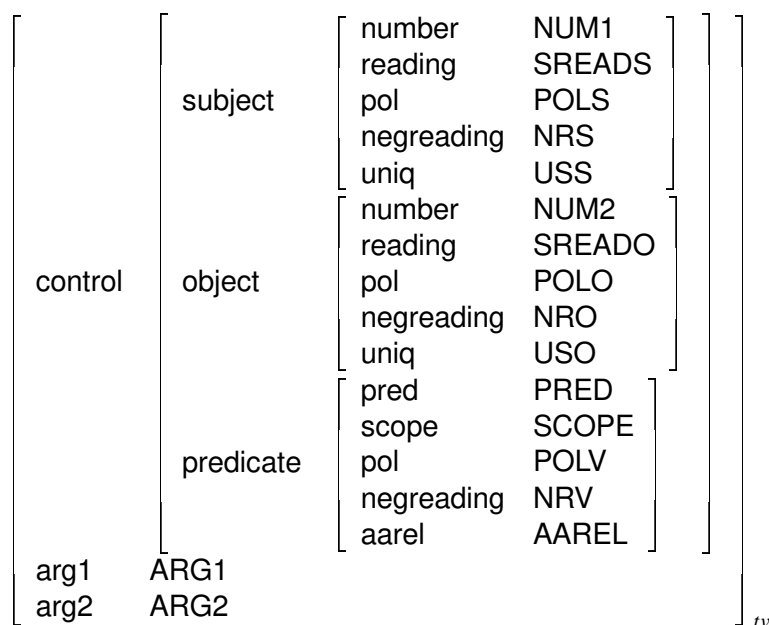 number NUM1
reading SREADS
subject pol POLS
negreading NRS
uniq USS
number NUM2
reading SREADO
control object pol POLO
negreading NRO
uniq USO
pred PRED
scope SCOPE
predicate pol POLV
negreading NRV
aarel AAREL
arg1 ARG1
arg2 ARG2
tv